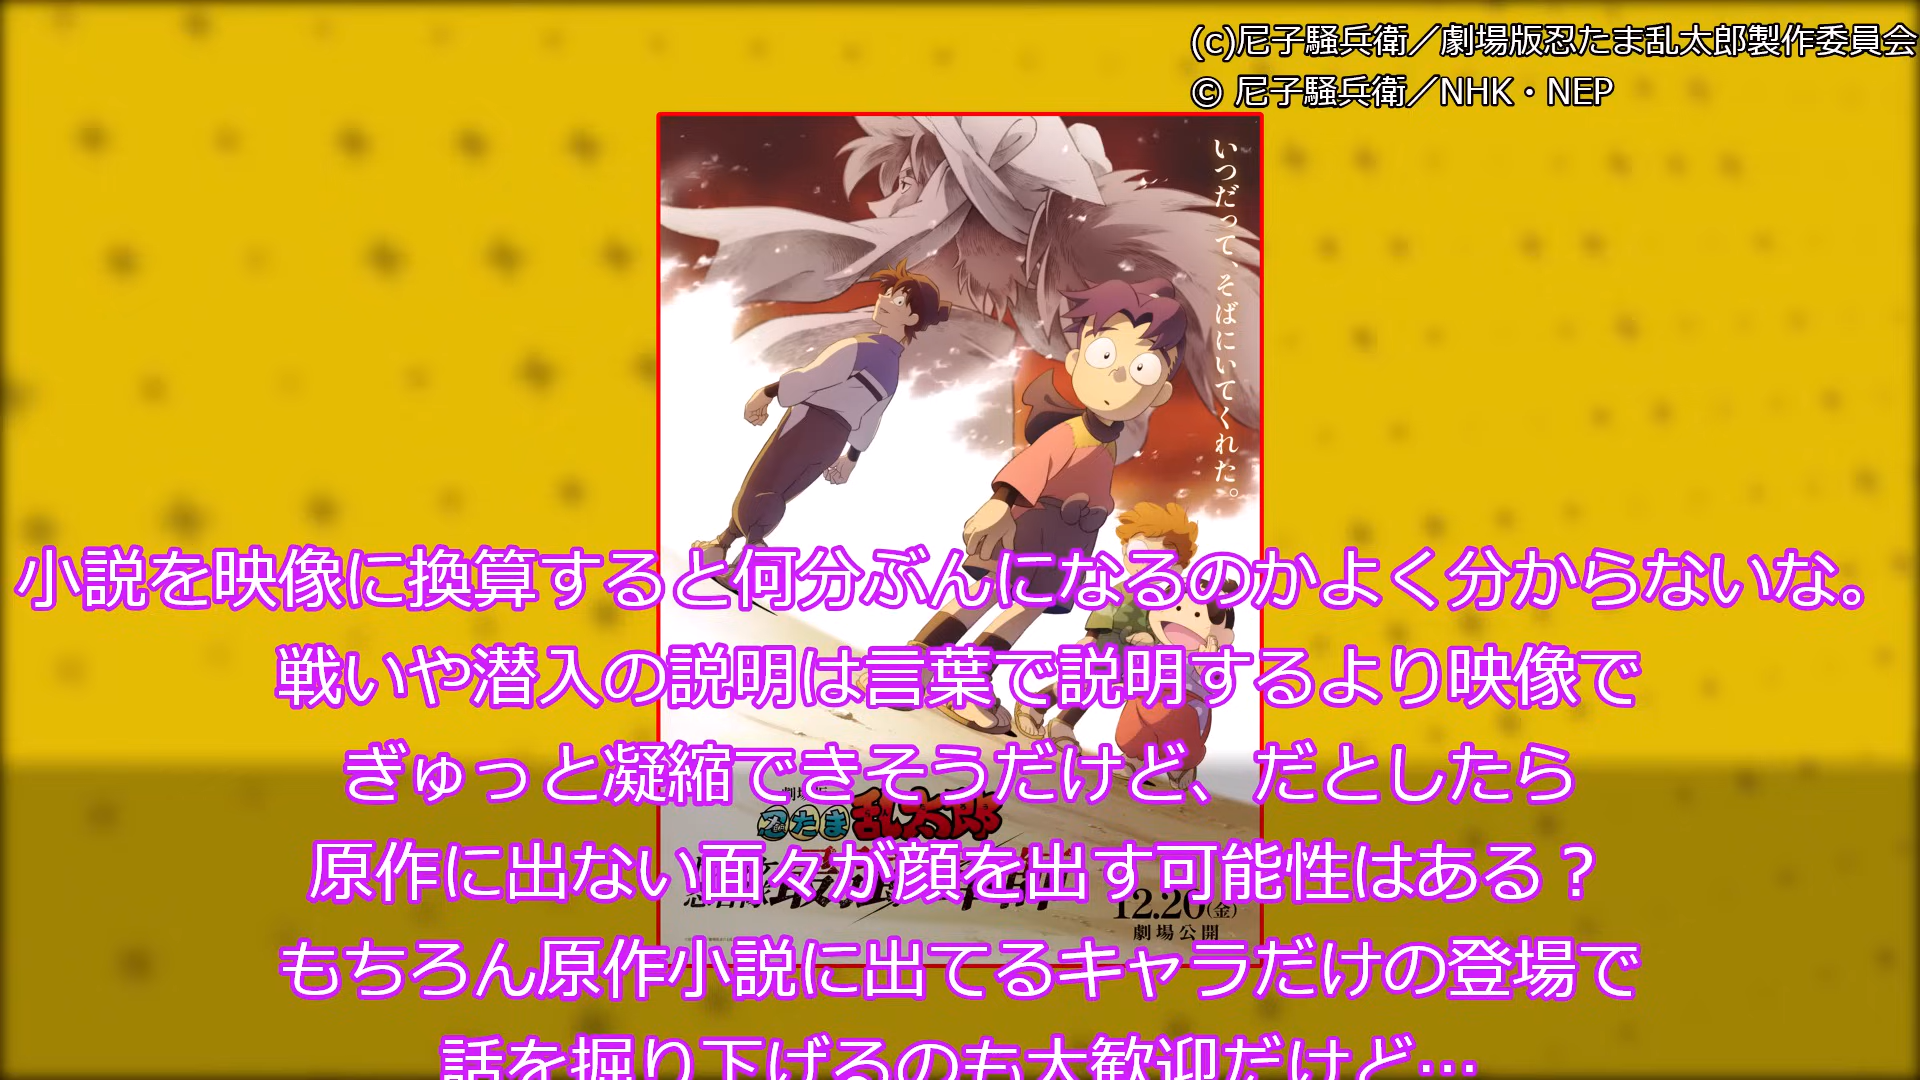 (c)尼子騒兵衛／劇場版忍たま乱太郎製作委員会
© 尼子騒兵衛／NHK・NEP
いつだって、そばにいてくれた。
小説を映像に換算すると何分ぶんになるのかよく分からないな。
戦いや潜入の説明は言葉で説明するより映像で
ぎゅっと凝縮できそうだけど、だとしたら
忍たま乱太郎
原作に出ない面々が顔を出す可能性はある？
12.20(金)
劇場公開
もちろん原作小説に出てるキャラだけの登場で
話を掘り下げるのも大歓迎だけど…